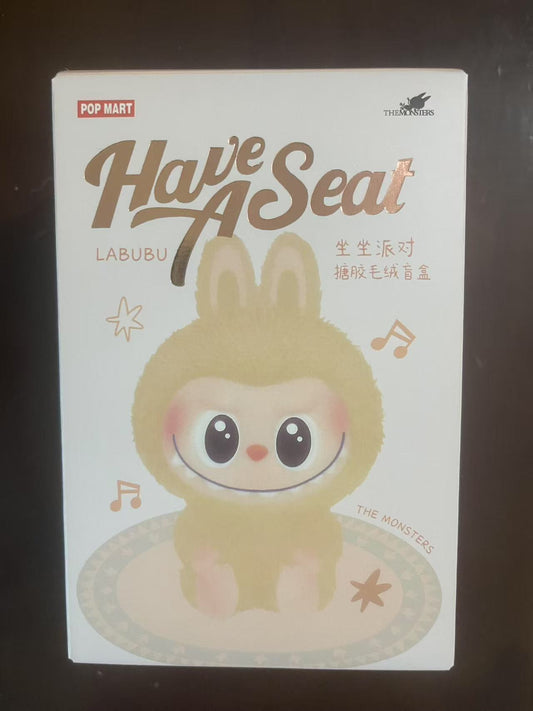 POP MART
THE MONSTERS
Have
A Seat
LABUBU
坐坐派对
搪胶毛绒盲盒
THE MONSTERS